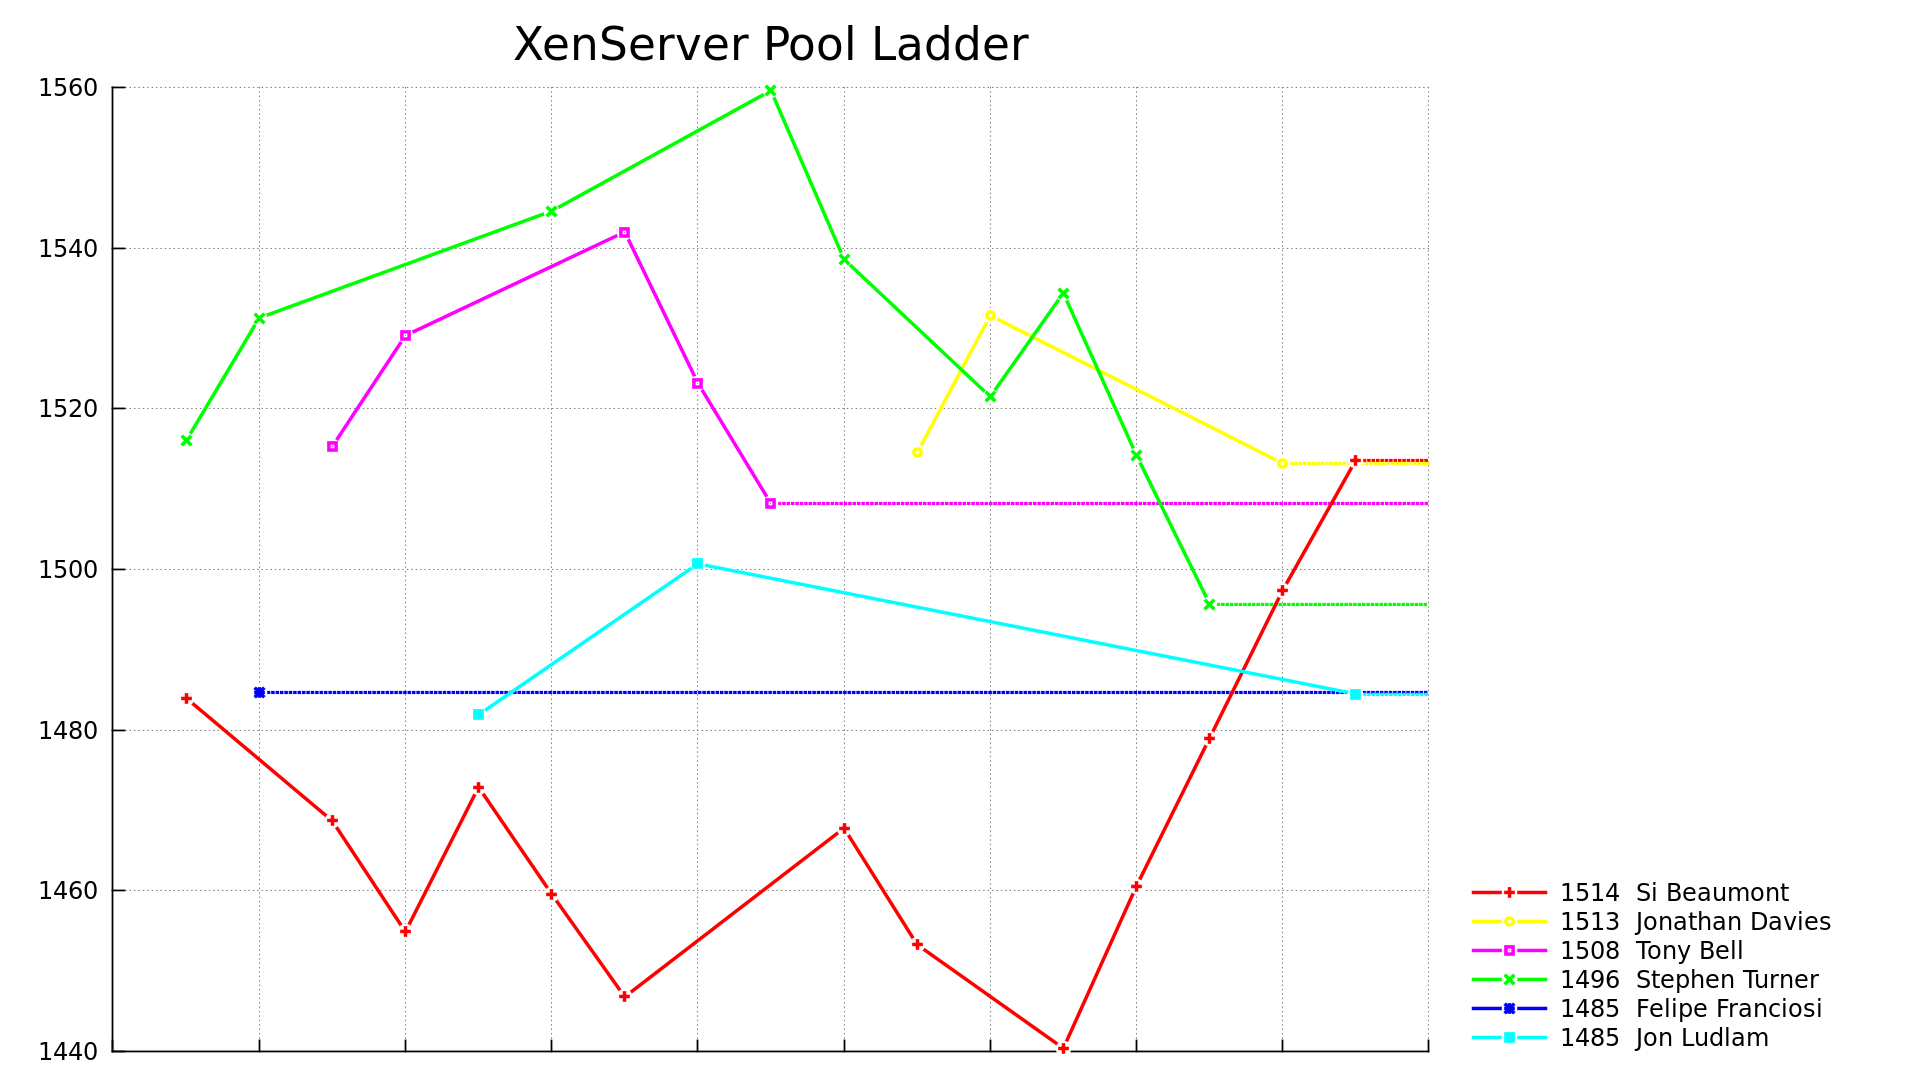 XenServer Pool Ladder
1560
1540
1520
1500
1480
1460
1440
1514 Si Beaumont
1513 Jonathan Davies
1508 Tony Bell
1496 Stephen Turner
1485 Felipe Franciosi
1485 Jon Ludlam